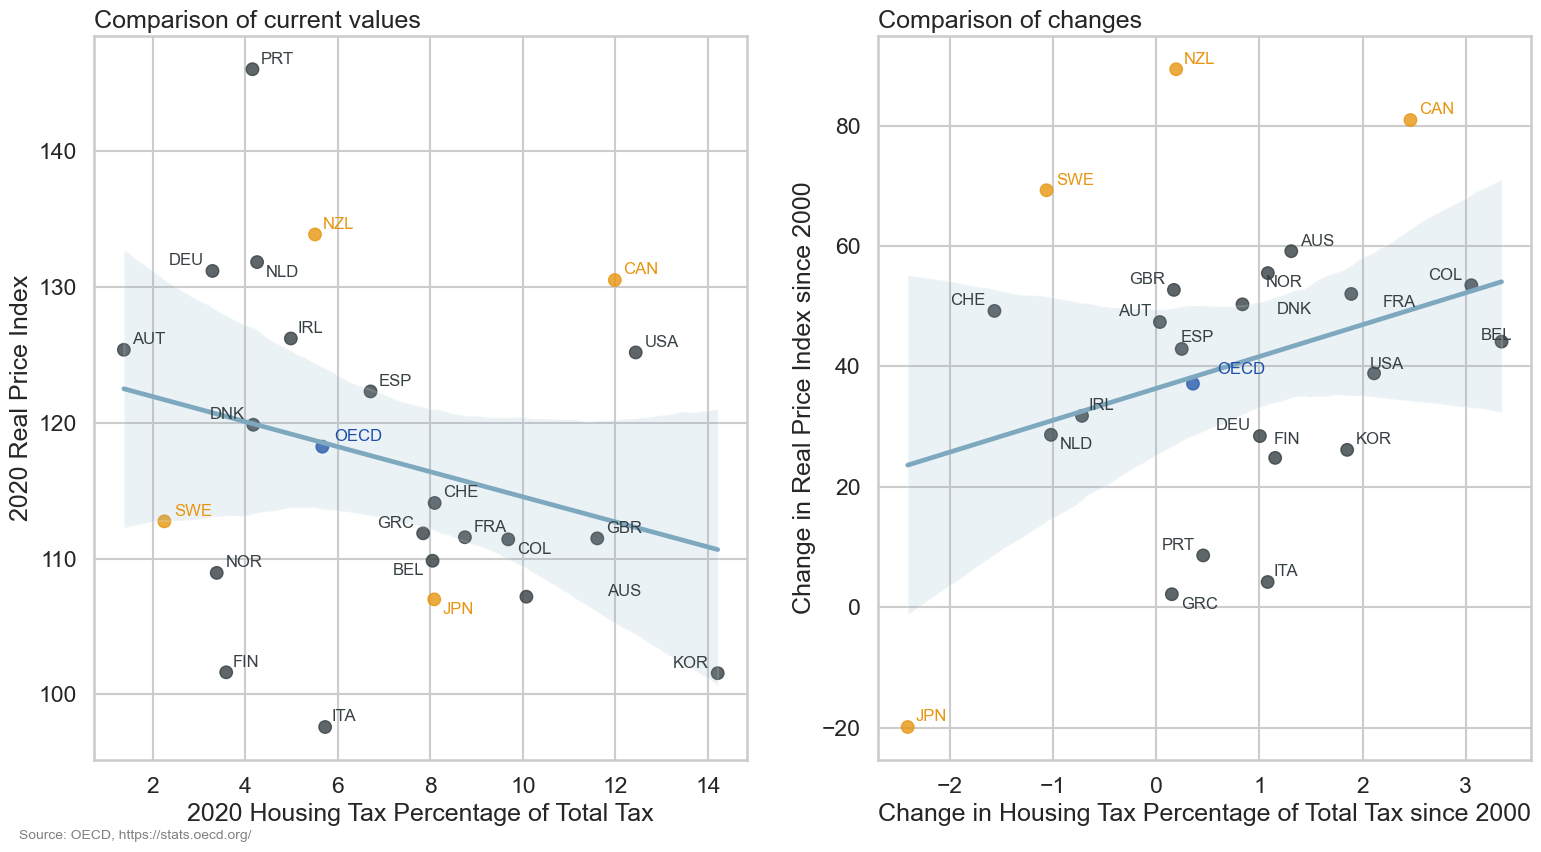 Comparison of current values
2020 Real Price Index
140
130
120
110
100
PRT
NZL
DEU
NLD
CAN
AUT
IRL
USA
ESP
DNK
OECD
CHE
SWE
GRC
FRA
GBR
COL
NOR
BEL
AUS
JPN
FIN
KOR
ITA
2
4
6
8
10
12
14
2020 Housing Tax Percentage of Total Tax
Comparison of changes
Change in Real Price Index since 2000
80
60
40
20
0
−20
NZL
CAN
SWE
AUS
COL
GBR
NOR
CHE
FRA
AUT
DNK
ESP
BEL
USA
OECD
IRL
DEU
NLD
FIN
KOR
PRT
ITA
GRC
JPN
−2
−1
0
1
2
3
Change in Housing Tax Percentage of Total Tax since 2000
Source: OECD, https://stats.oecd.org/